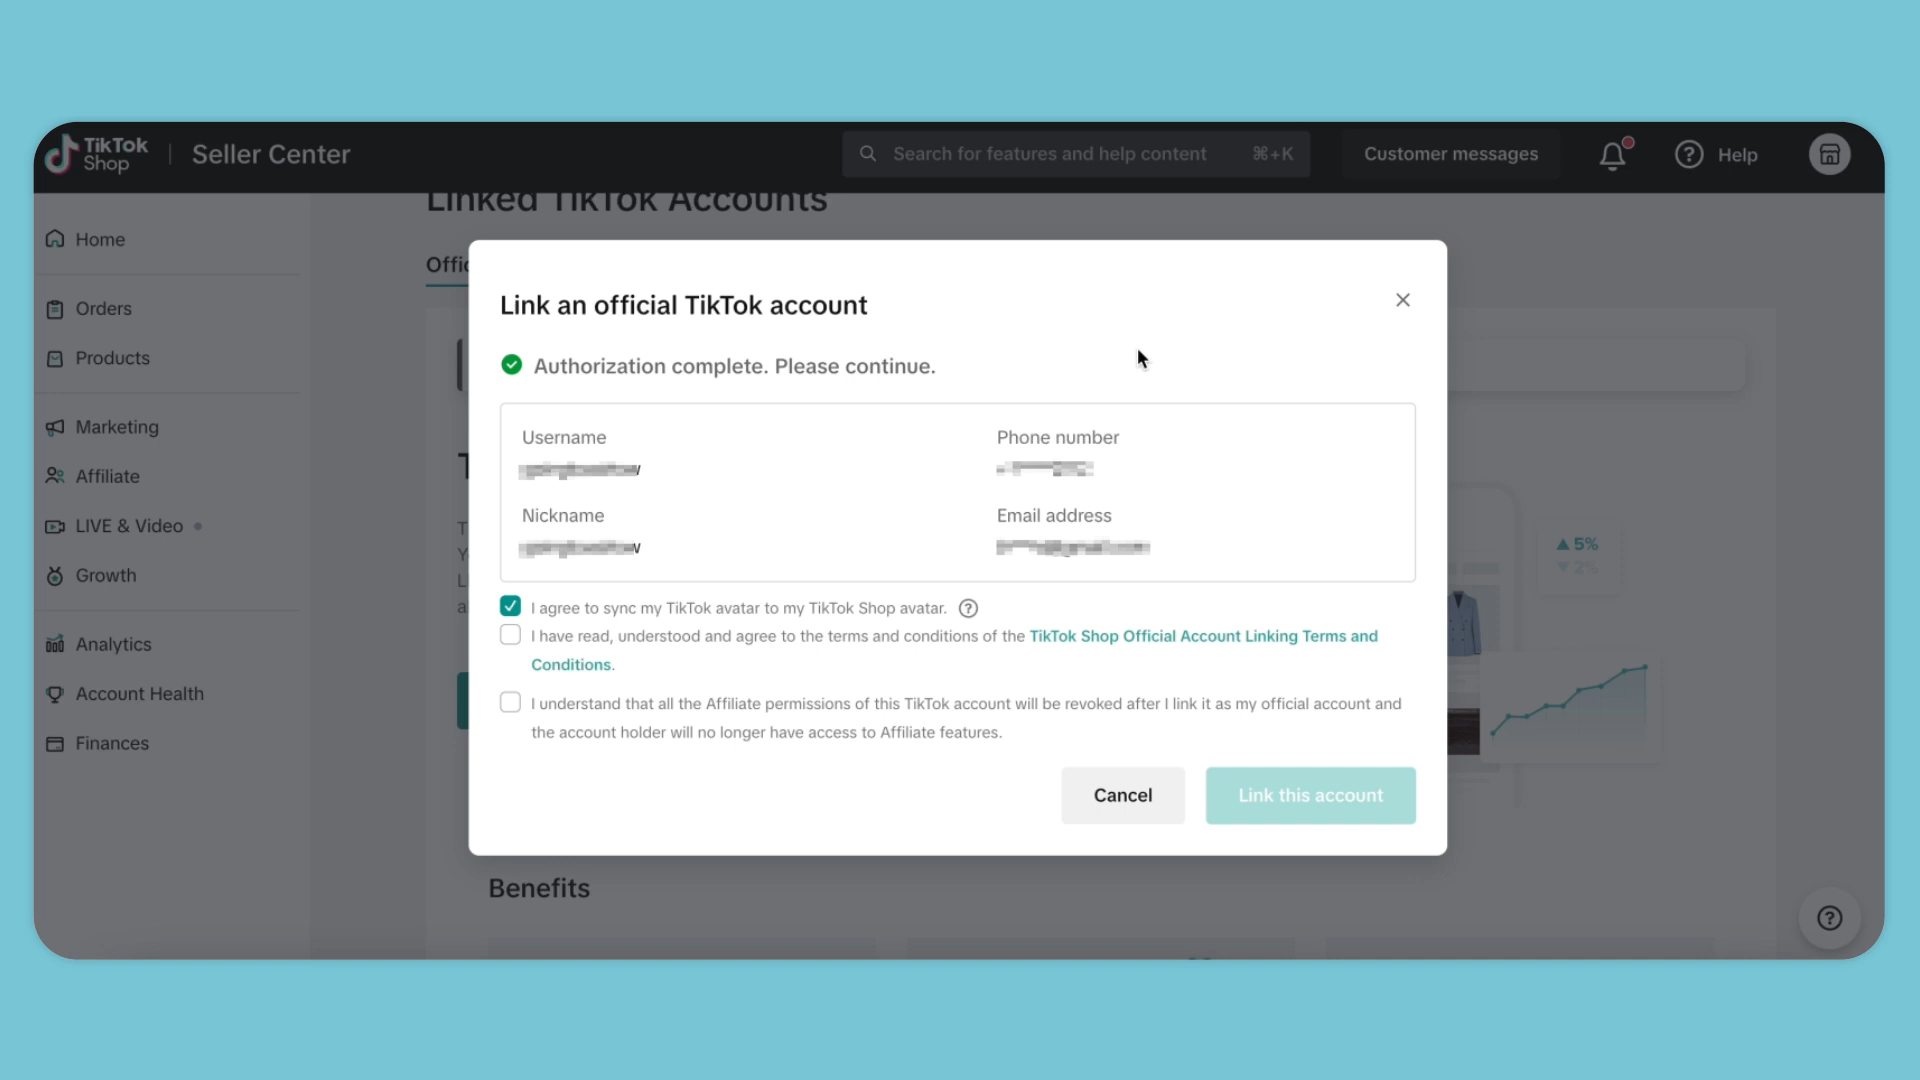 TikTok
Shop
Seller Center
Search for features and help content ⌘+K
Customer messages
Help
Linked TikTok Accounts
Home
Orders
Products
Marketing
Affiliate
LIVE & Video
Growth
Analytics
Account Health
Finances
Link an official TikTok account
Authorization complete. Please continue.
Username
Phone number
Nickname
Email address
I agree to sync my TikTok avatar to my TikTok Shop avatar.
I have read, understood and agree to the terms and conditions of the TikTok Shop Official Account Linking Terms and
Conditions.
I understand that all the Affiliate permissions of this TikTok account will be revoked after I link it as my official account and
the account holder will no longer have access to Affiliate features.
Cancel
Link this account
5%
2%
Benefits